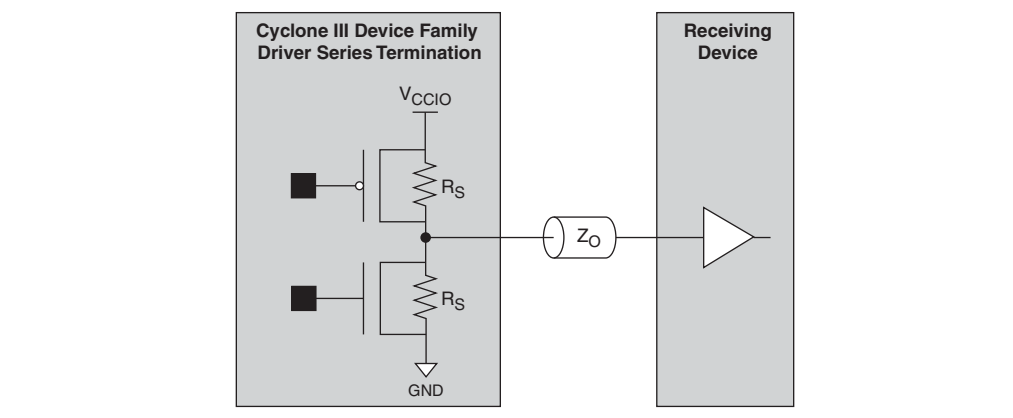 Cyclone III Device Family
Driver Series Termination
Receiving
Device
VCCIO
RS
ZO
RS
GND